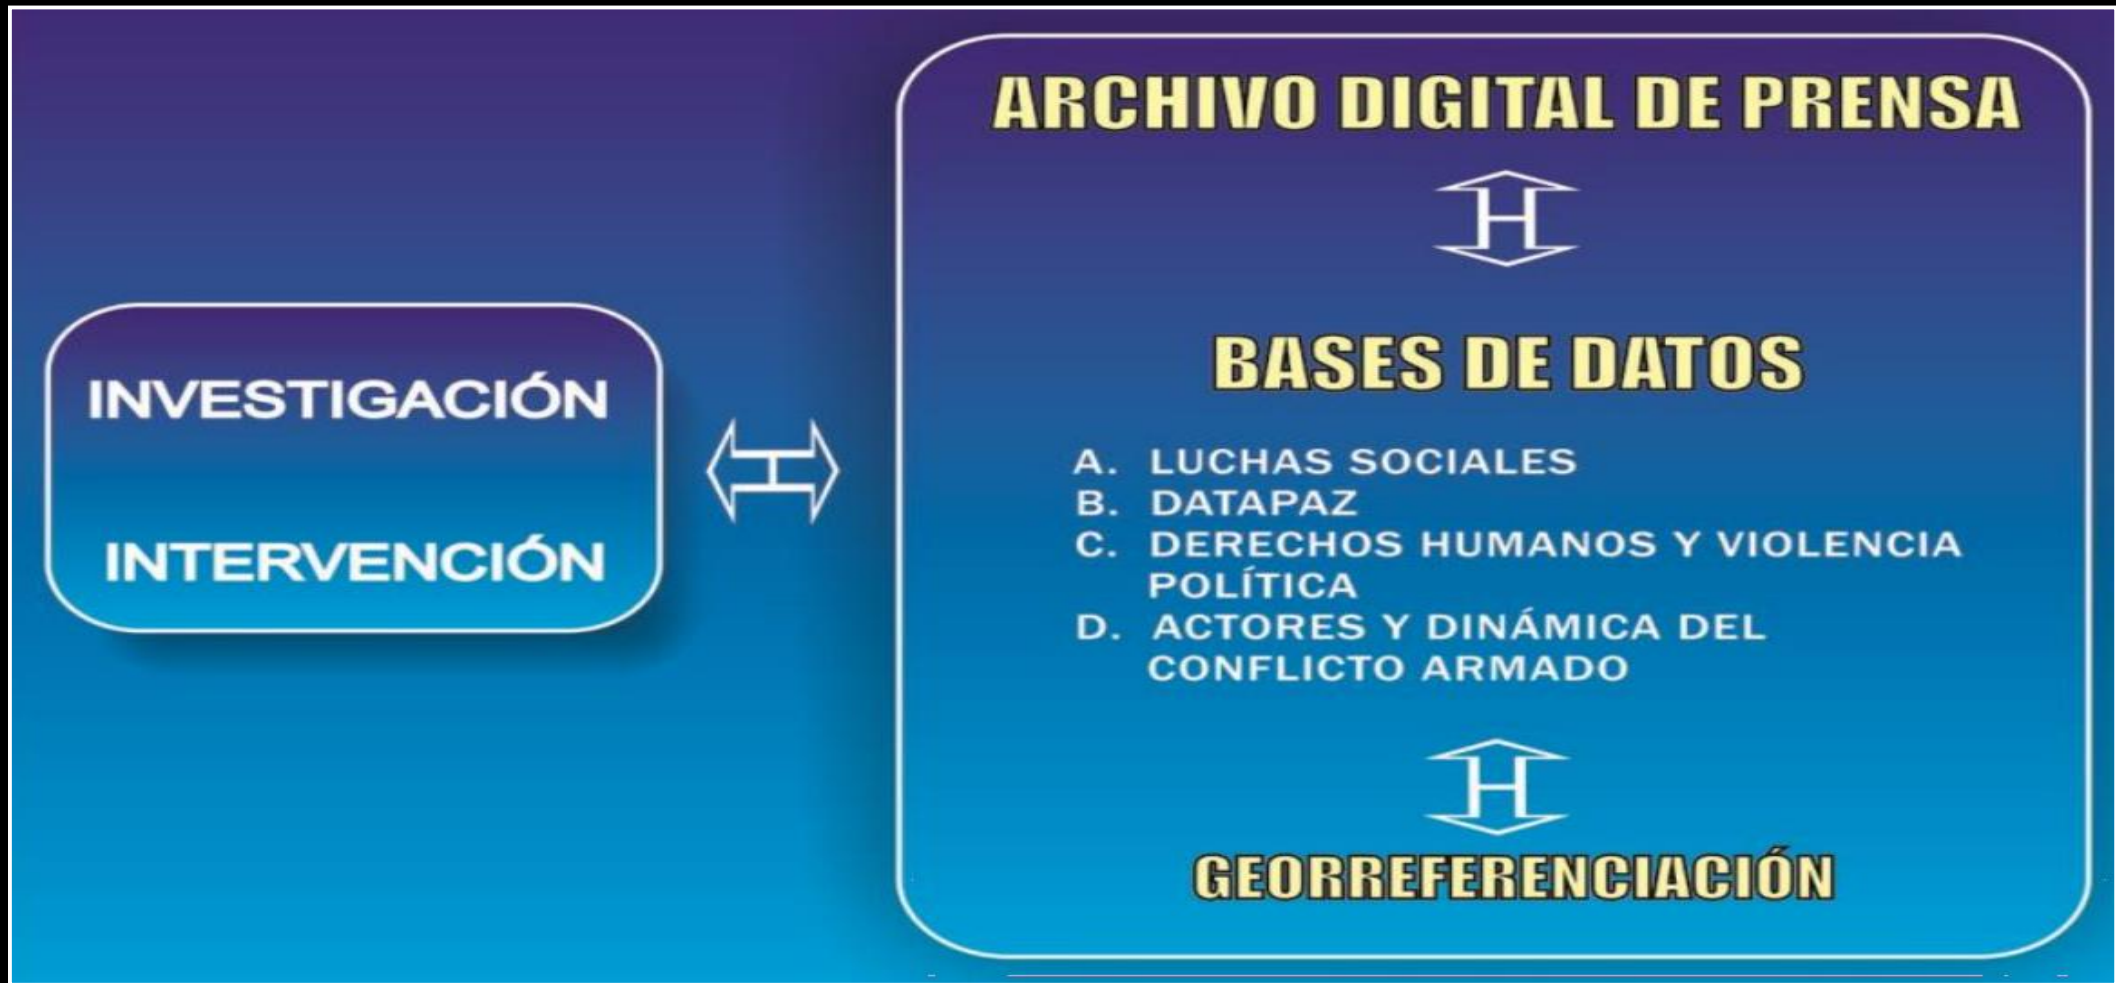 INVESTIGACIÓN
INTERVENCIÓN
ARCHIVO DIGITAL DE PRENSA
BASES DE DATOS
A. LUCHAS SOCIALES
B. DATAPAZ
C. DERECHOS HUMANOS Y VIOLENCIA
POLÍTICA
D. ACTORES Y DINÁMICA DEL
CONFLICTO ARMADO
GEORREFERENCIACIÓN